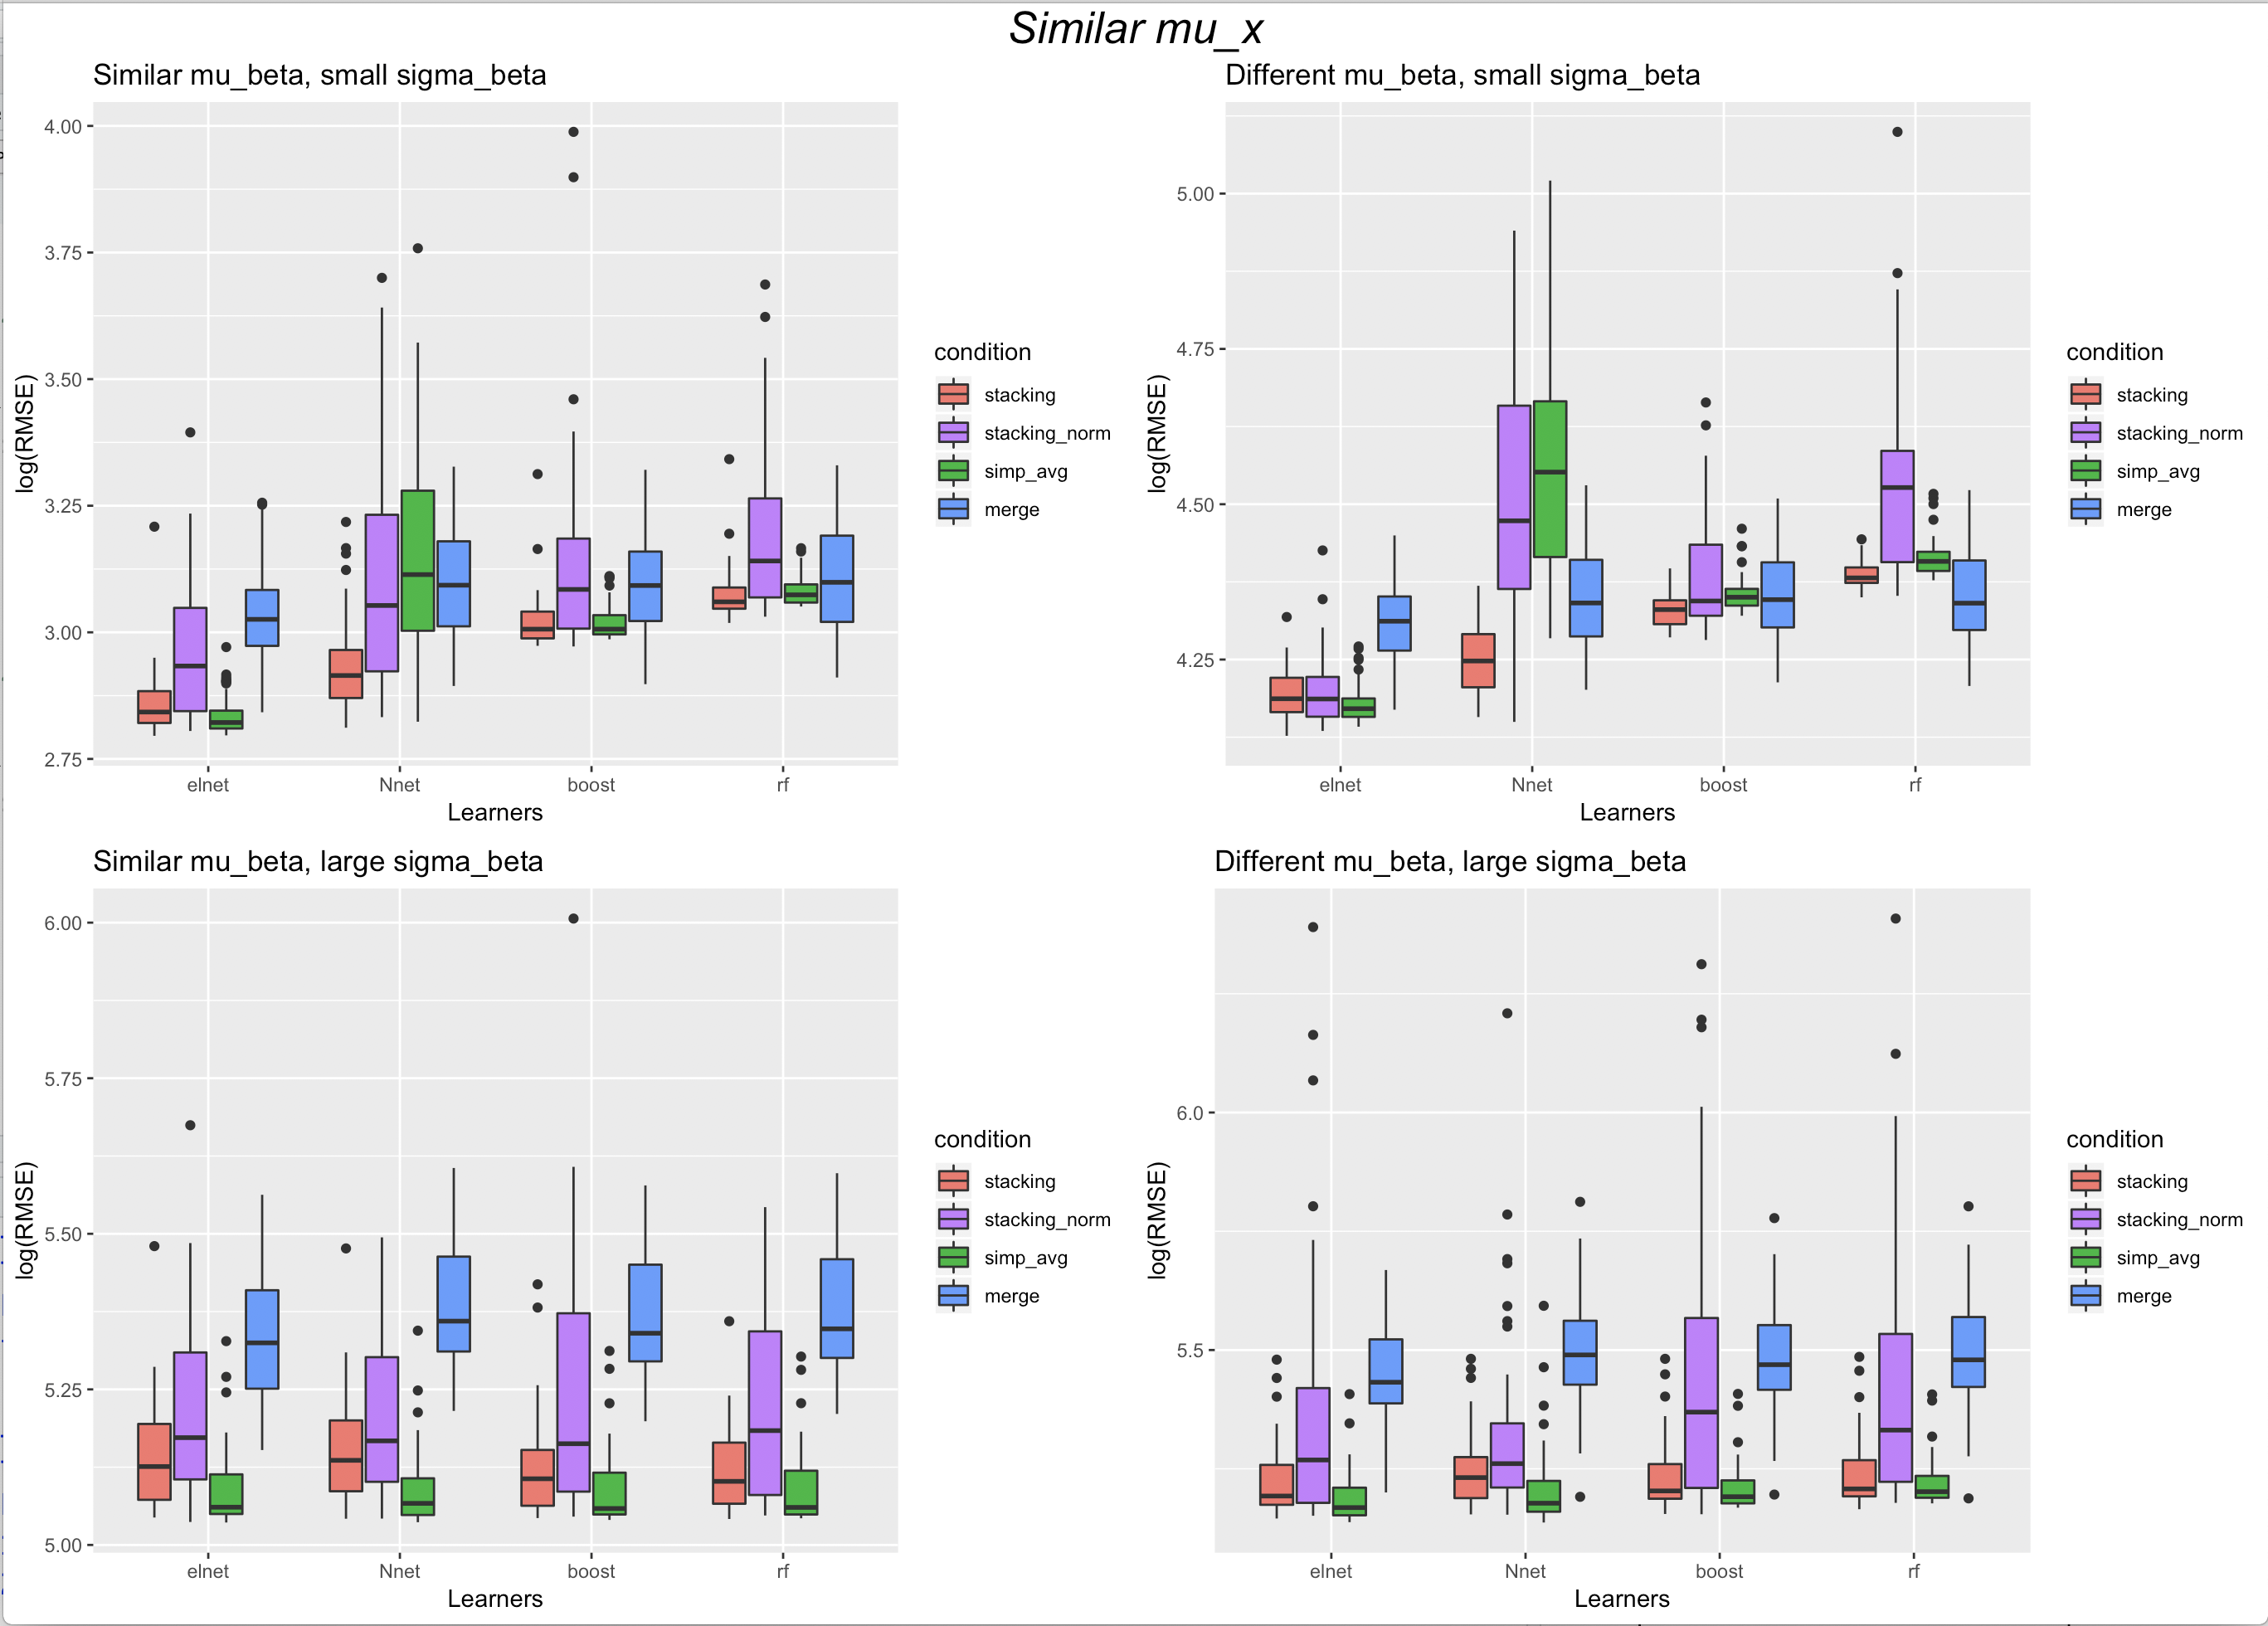 Similar mu_x
Similar mu_beta, small sigma_beta
4.00
3.75
3.50
3.25
3.00
2.75
log(RMSE)
elnet Nnet boost rf
Learners
condition
stacking
stacking_norm
simp_avg
merge
Different mu_beta, small sigma_beta
5.00
4.75
4.50
4.25
log(RMSE)
elnet Nnet boost rf
Learners
condition
stacking
stacking_norm
simp_avg
merge
Similar mu_beta, large sigma_beta
6.00
5.75
5.50
5.25
5.00
log(RMSE)
elnet Nnet boost rf
Learners
condition
stacking
stacking_norm
simp_avg
merge
Different mu_beta, large sigma_beta
6.0
5.5
log(RMSE)
elnet Nnet boost rf
Learners
condition
stacking
stacking_norm
simp_avg
merge